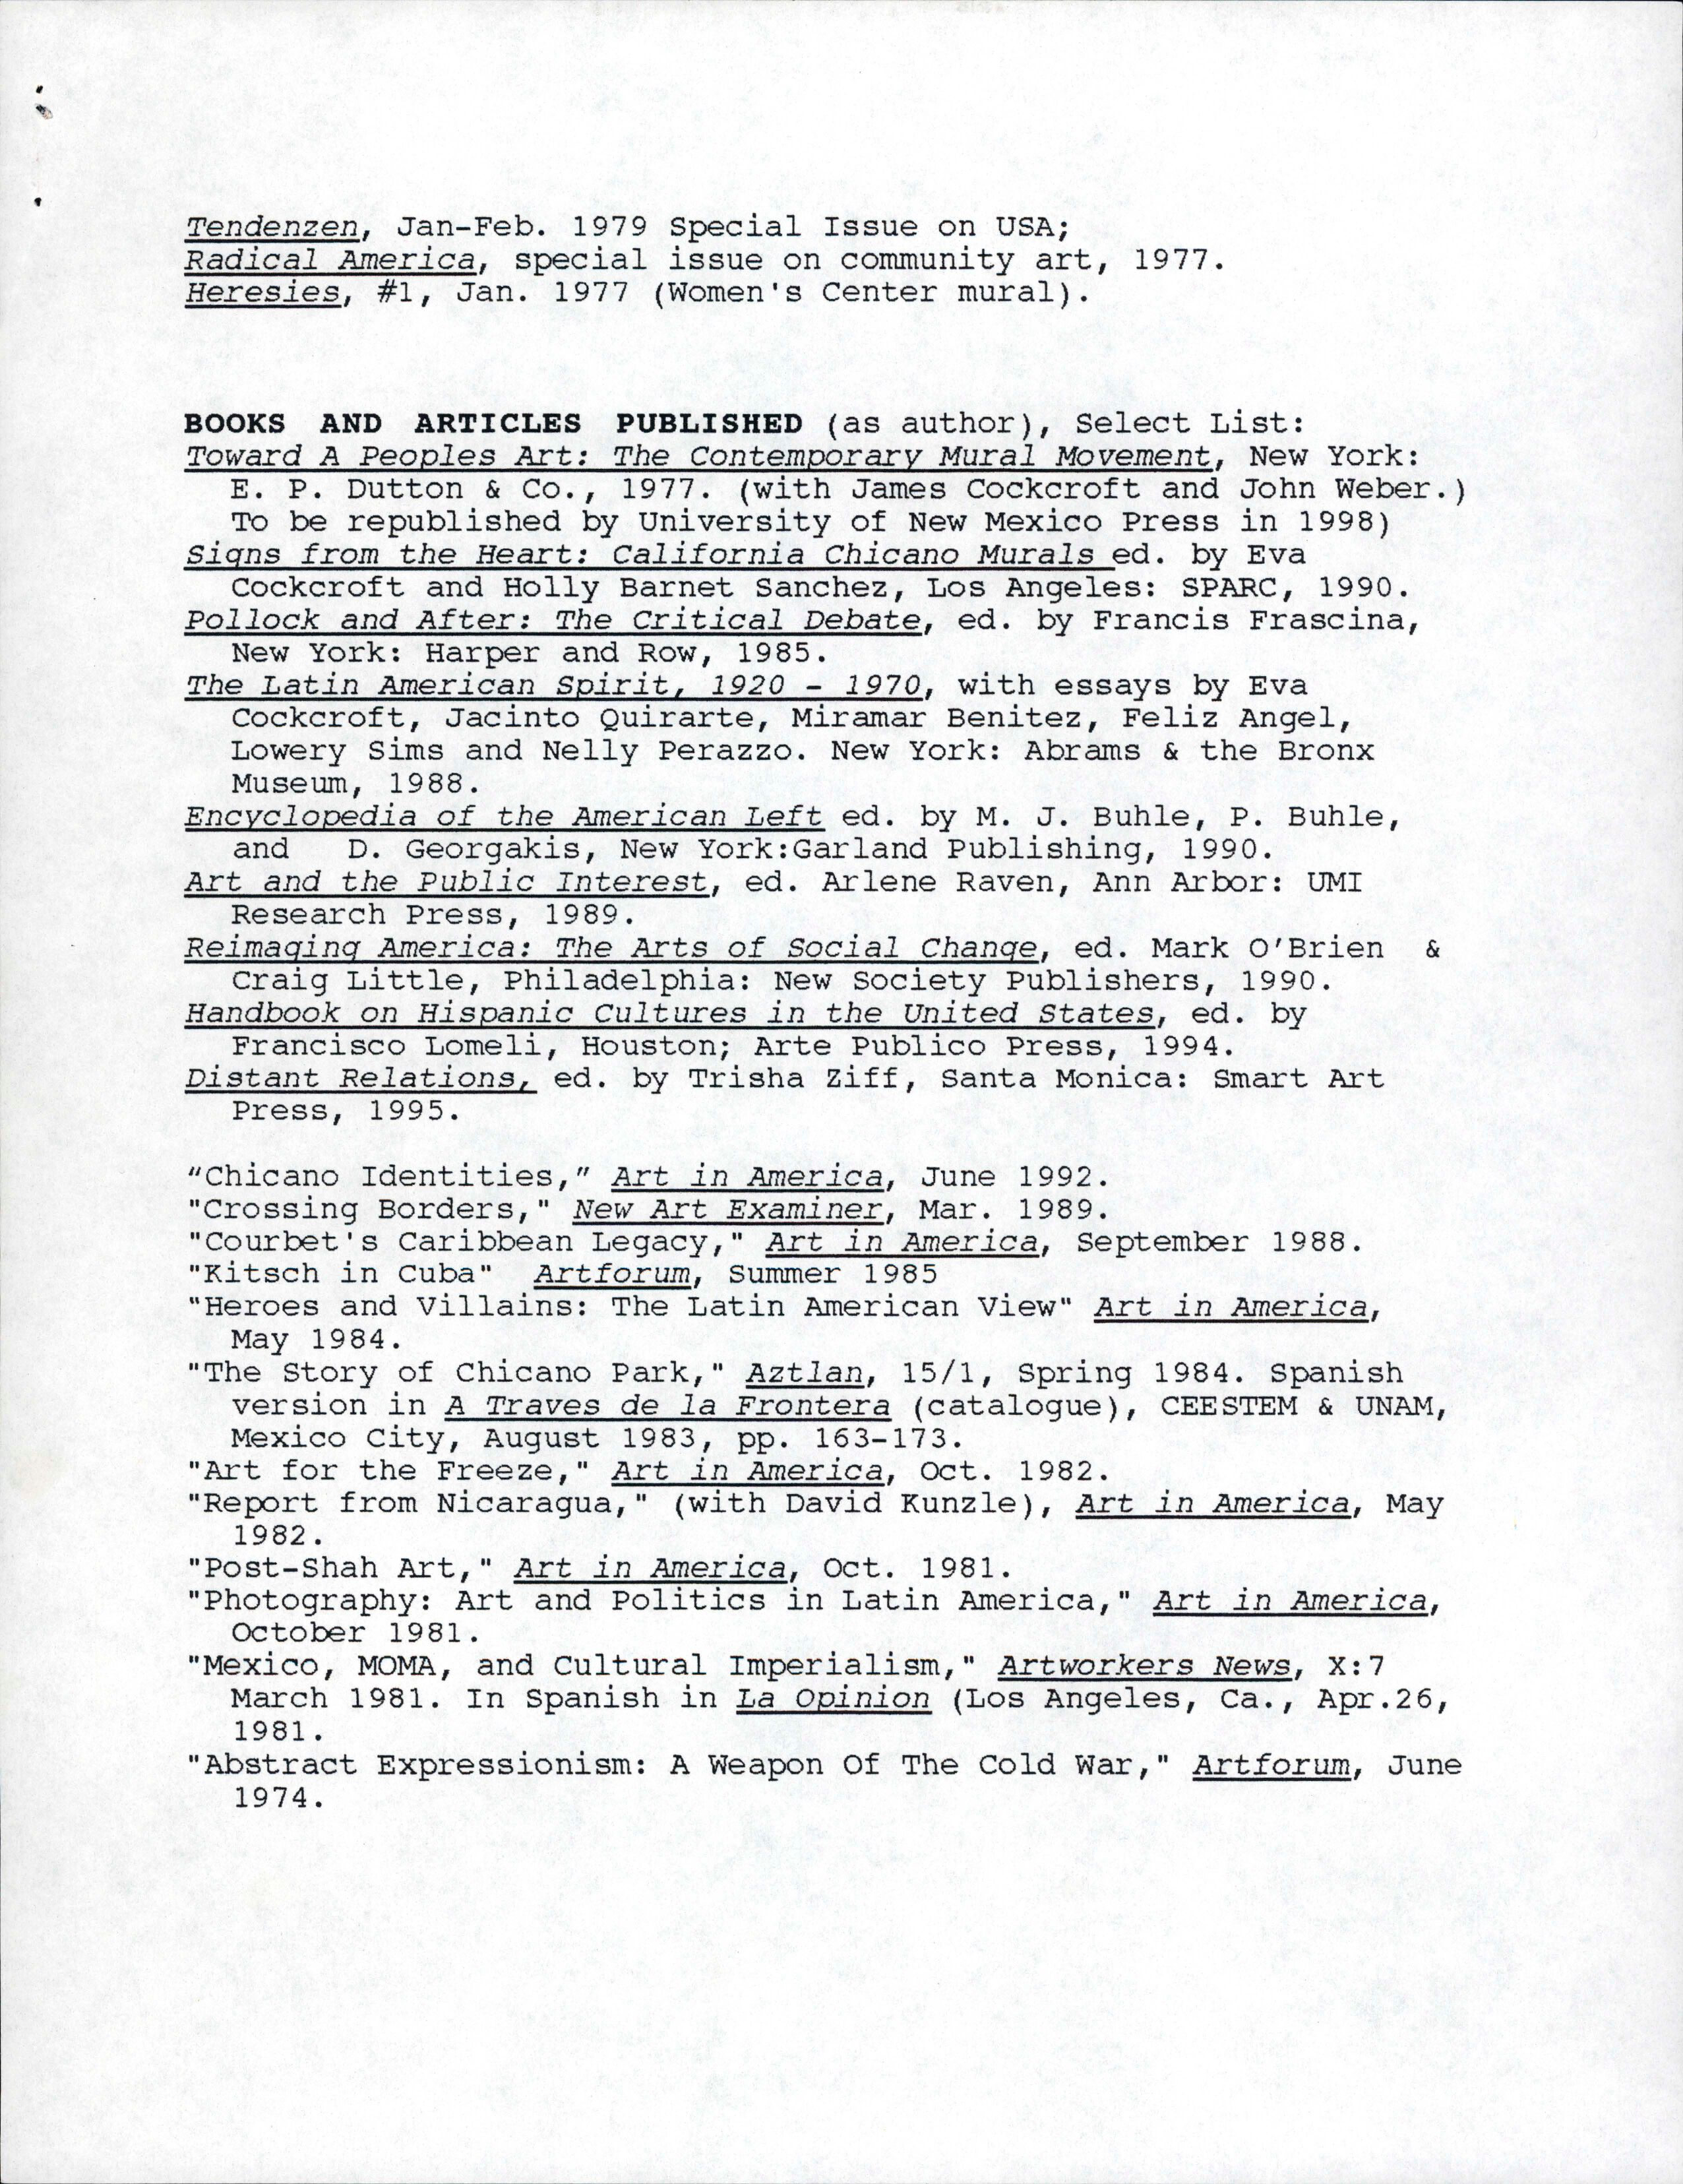 Tendenzen, Jan-Feb. 1979 Special Issue on USA;
Radical America, special issue on community art, 1977.
Heresies, #1, Jan. 1977 (Women's Center mural).
BOOKS AND ARTICLES PUBLISHED (as author), Select List:
Toward A Peoples Art: The Contemporary Mural Movement, New York:
E. P. Dutton & Co., 1977. (with James Cockcroft and John Weber.)
To be republished by University of New Mexico Press in 1998)
Signs from the Heart: California Chicano Murals ed. by Eva
Cockcroft and Holly Barnet Sanchez, Los Angeles: SPARC, 1990.
Pollock and After: The Critical Debate, ed. by Francis Frascina,
New York: Harper and Row, 1985.
The Latin American Spirit, 1920 - 1970, with essays by Eva
Cockcroft, Jacinto Quirarte, Miramar Benitez, Feliz Angel,
Lowery Sims and Nelly Perazzo. New York: Abrams & the Bronx
Museum, 1988.
Encyclopedia of the American Left ed. by M. J. Buhle, P. Buhle,
and D. Georgakis, New York:Garland Publishing, 1990.
Art and the Public Interest, ed. Arlene Raven, Ann Arbor: UMI
Research Press, 1989.
Reimaging America: The Arts of Social Change, ed. Mark O'Brien &
Craig Little, Philadelphia: New Society Publishers, 1990.
Handbook on Hispanic Cultures in the United States, ed. by
Francisco Lomeli, Houston; Arte Publico Press, 1994.
Distant Relations, ed. by Trisha Ziff, Santa Monica: Smart Art
Press, 1995.
"Chicano Identities," Art in America, June 1992.
"Crossing Borders," New Art Examiner, Mar. 1989.
"Courbet's Caribbean Legacy," Art in America, September 1988.
"Kitsch in Cuba" Artforum, Summer 1985
"Heroes and Villains: The Latin American View" Art in America,
May 1984.
"The Story of Chicano Park," Aztlan, 15/1, Spring 1984. Spanish
version in A Traves de la Frontera (catalogue), CEESTEM & UNAM,
Mexico City, August 1983, pp. 163-173.
"Art for the Freeze," Art in America, Oct. 1982.
"Report from Nicaragua," (with David Kunzle), Art in America, May
1982.
"Post-Shah Art," Art in America, Oct. 1981.
"Photography: Art and Politics in Latin America," Art in America,
October 1981.
"Mexico, MOMA, and Cultural Imperialism," Artworkers News, X:7
March 1981. In Spanish in La Opinion (Los Angeles, Ca., Apr.26,
1981.
"Abstract Expressionism: A Weapon Of The Cold War," Artforum, June
1974.